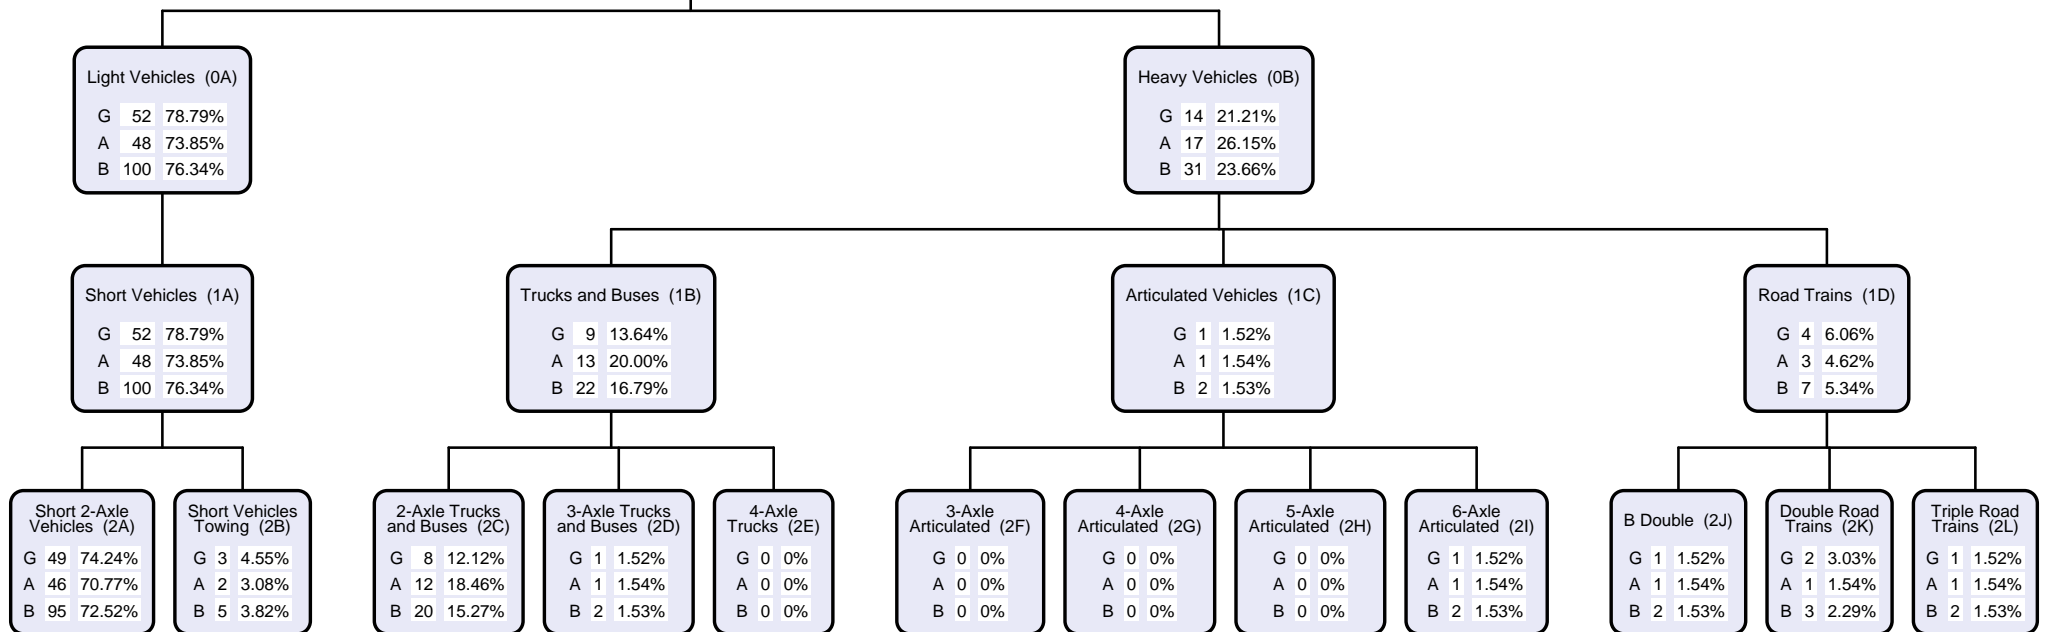 Light Vehicles (0A)
G 52 78.79%
A 48 73.85%
B 100 76.34%
Heavy Vehicles (0B)
G 14 21.21%
A 17 26.15%
B 31 23.66%
Short Vehicles (1A)
G 52 78.79%
A 48 73.85%
B 100 76.34%
Trucks and Buses (1B)
G 9 13.64%
A 13 20.00%
B 22 16.79%
Articulated Vehicles (1C)
G 1 1.52%
A 1 1.54%
B 2 1.53%
Road Trains (1D)
G 4 6.06%
A 3 4.62%
B 7 5.34%
Short 2-Axle
Vehicles (2A)
G 49 74.24%
A 46 70.77%
B 95 72.52%
Short Vehicles
Towing (2B)
G 3 4.55%
A 2 3.08%
B 5 3.82%
2-Axle Trucks
and Buses (2C)
G 8 12.12%
A 12 18.46%
B 20 15.27%
3-Axle Trucks
and Buses (2D)
G 1 1.52%
A 1 1.54%
B 2 1.53%
4-Axle
Trucks (2E)
G 0 0%
A 0 0%
B 0 0%
3-Axle
Articulated (2F)
G 0 0%
A 0 0%
B 0 0%
4-Axle
Articulated (2G)
G 0 0%
A 0 0%
B 0 0%
5-Axle
Articulated (2H)
G 0 0%
A 0 0%
B 0 0%
6-Axle
Articulated (2I)
G 1 1.52%
A 1 1.54%
B 2 1.53%
B Double (2J)
G 1 1.52%
A 1 1.54%
B 2 1.53%
Double Road
Trains (2K)
G 2 3.03%
A 1 1.54%
B 3 2.29%
Triple Road
Trains (2L)
G 1 1.52%
A 1 1.54%
B 2 1.53%